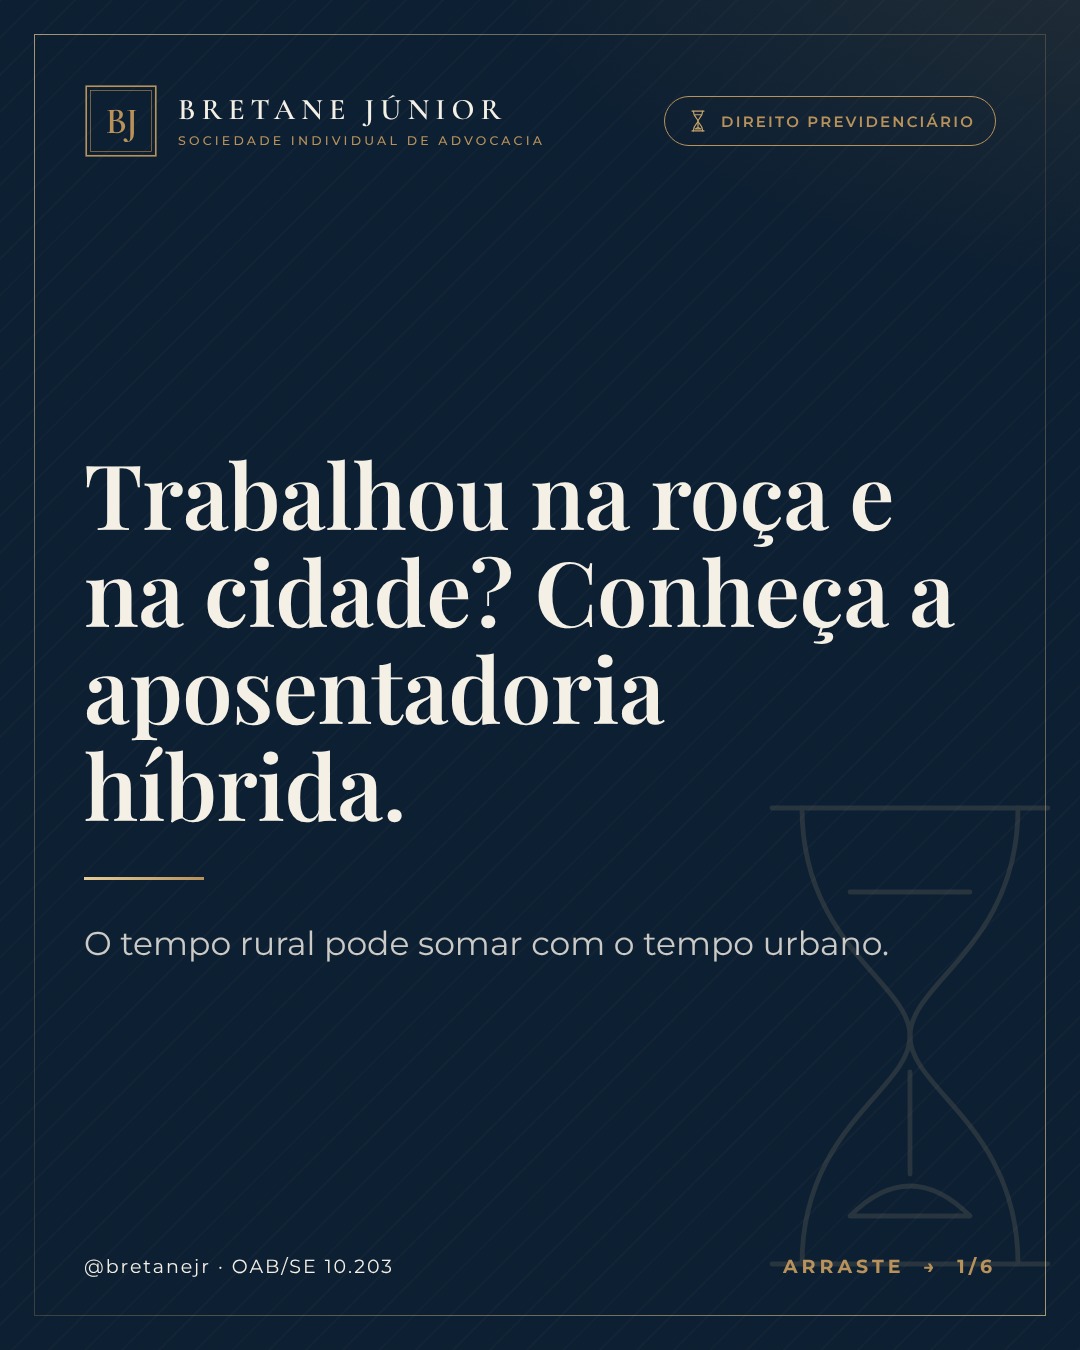 BJ
BRETANE JÚNIOR
SOCIEDADE INDIVIDUAL DE ADVOCACIA
DIREITO PREVIDENCIÁRIO
Trabalhou na roça e
na cidade? Conheça a
aposentadoria
híbrida.
O tempo rural pode somar com o tempo urbano.
@bretanejr · OAB/SE 10.203
ARRASTE → 1/6